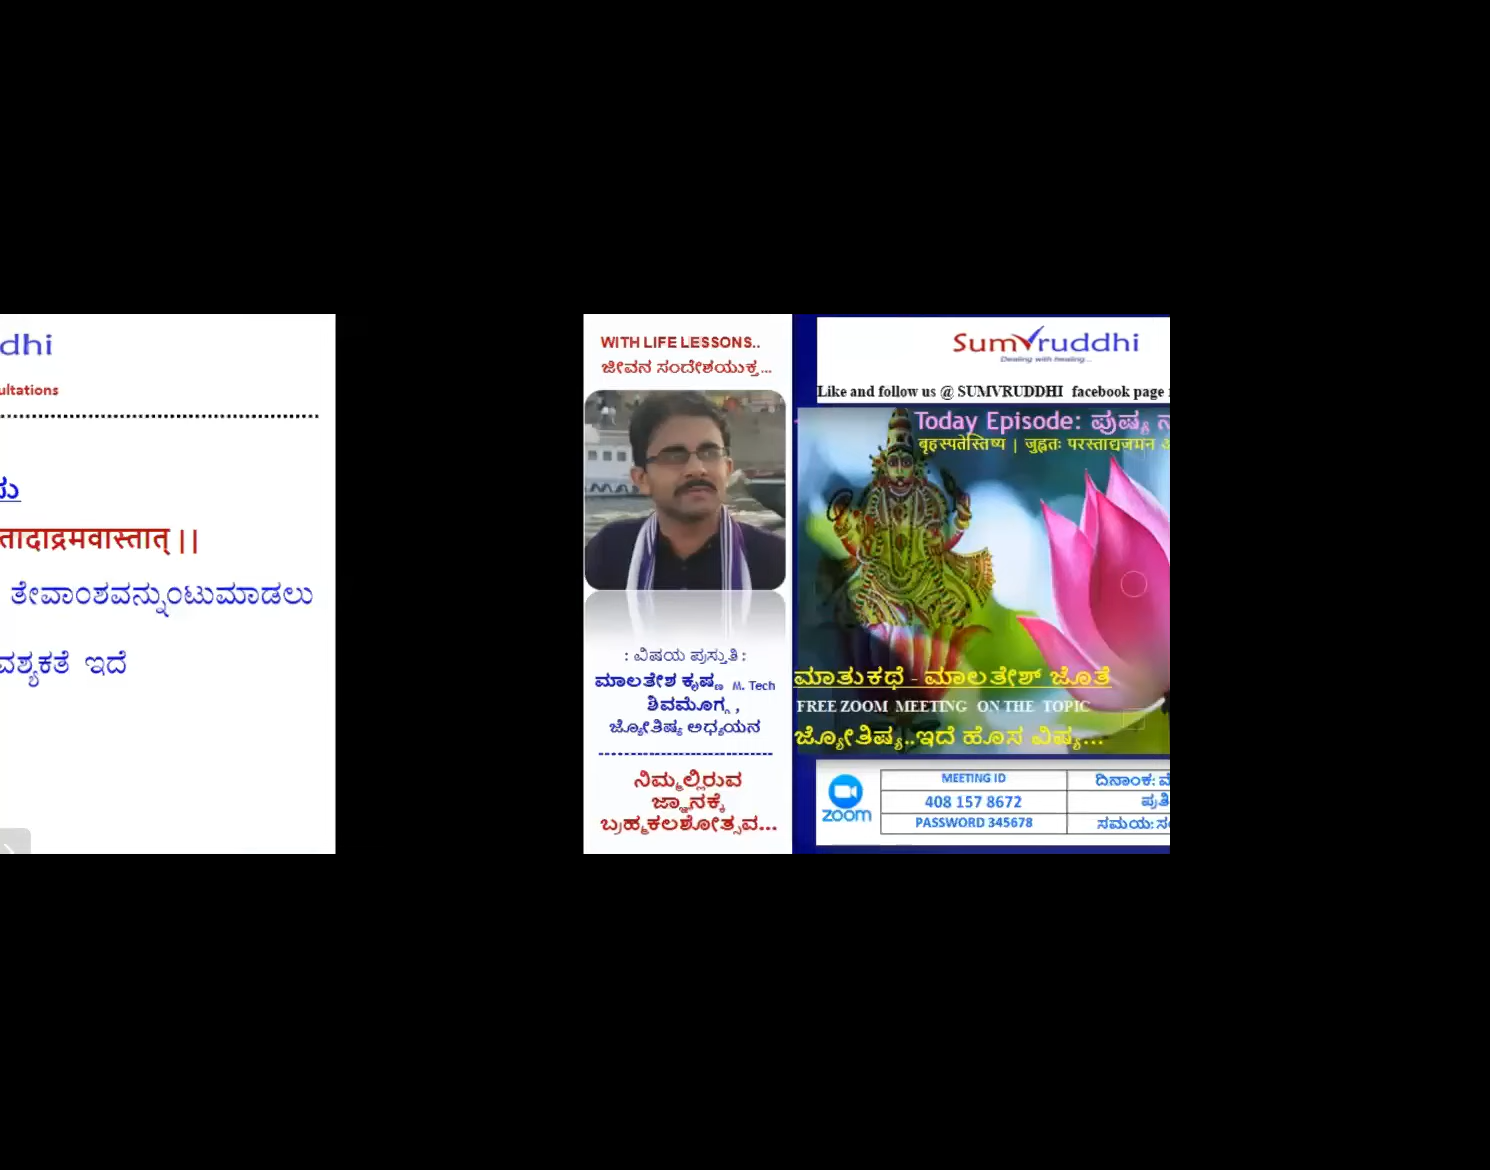 dhi
ultations
ತಾದಾದ್ರಮವಾಸ್ತಾತ್ ||
ತೇವಾಂಶವನ್ನುಂಟುಮಾಡಲು
ವಶ್ಯಕತೆ ಇದೆ
WITH LIFE LESSONS..
ಜೀವನ ಸಂದೇಶಯುಕ್ತ...
: ವಿಷಯ ಪ್ರಸ್ತುತಿ :
ಮಾಲತೇಶ ಕೃಷ್ಣ M. Tech
ಶಿವಮೊಗ್ಗ ,
ಜ್ಯೋತಿಷ್ಯ ಅಧ್ಯಯನ
ನಿಮ್ಮಲ್ಲಿರುವ
ಜ್ಞಾನಕ್ಕೆ
ಬ್ರಹ್ಮಕಲಶೋತ್ಸವ...
Sumvruddhi
Dealing with healing...
Like and follow us @ SUMVRUDDHI facebook page
Today Episode: ಪುಷ್ಯ ನ
बृहस्पतेस्तिष्य | जुह्वतः परस्ताद्यजमन
ಮಾತುಕಥೆ - ಮಾಲತೇಶ್ ಜೊತೆ
FREE ZOOM MEETING ON THE TOPIC
ಜ್ಯೋತಿಷ್ಯ..ಇದೆ ಹೊಸ ವಿಷ್ಯ...
zoom
MEETING ID
ದಿನಾಂಕ: ಮೆ
408 157 8672
ಪ್ರತಿ
PASSWORD 345678
ಸಮಯ: ಸಂ